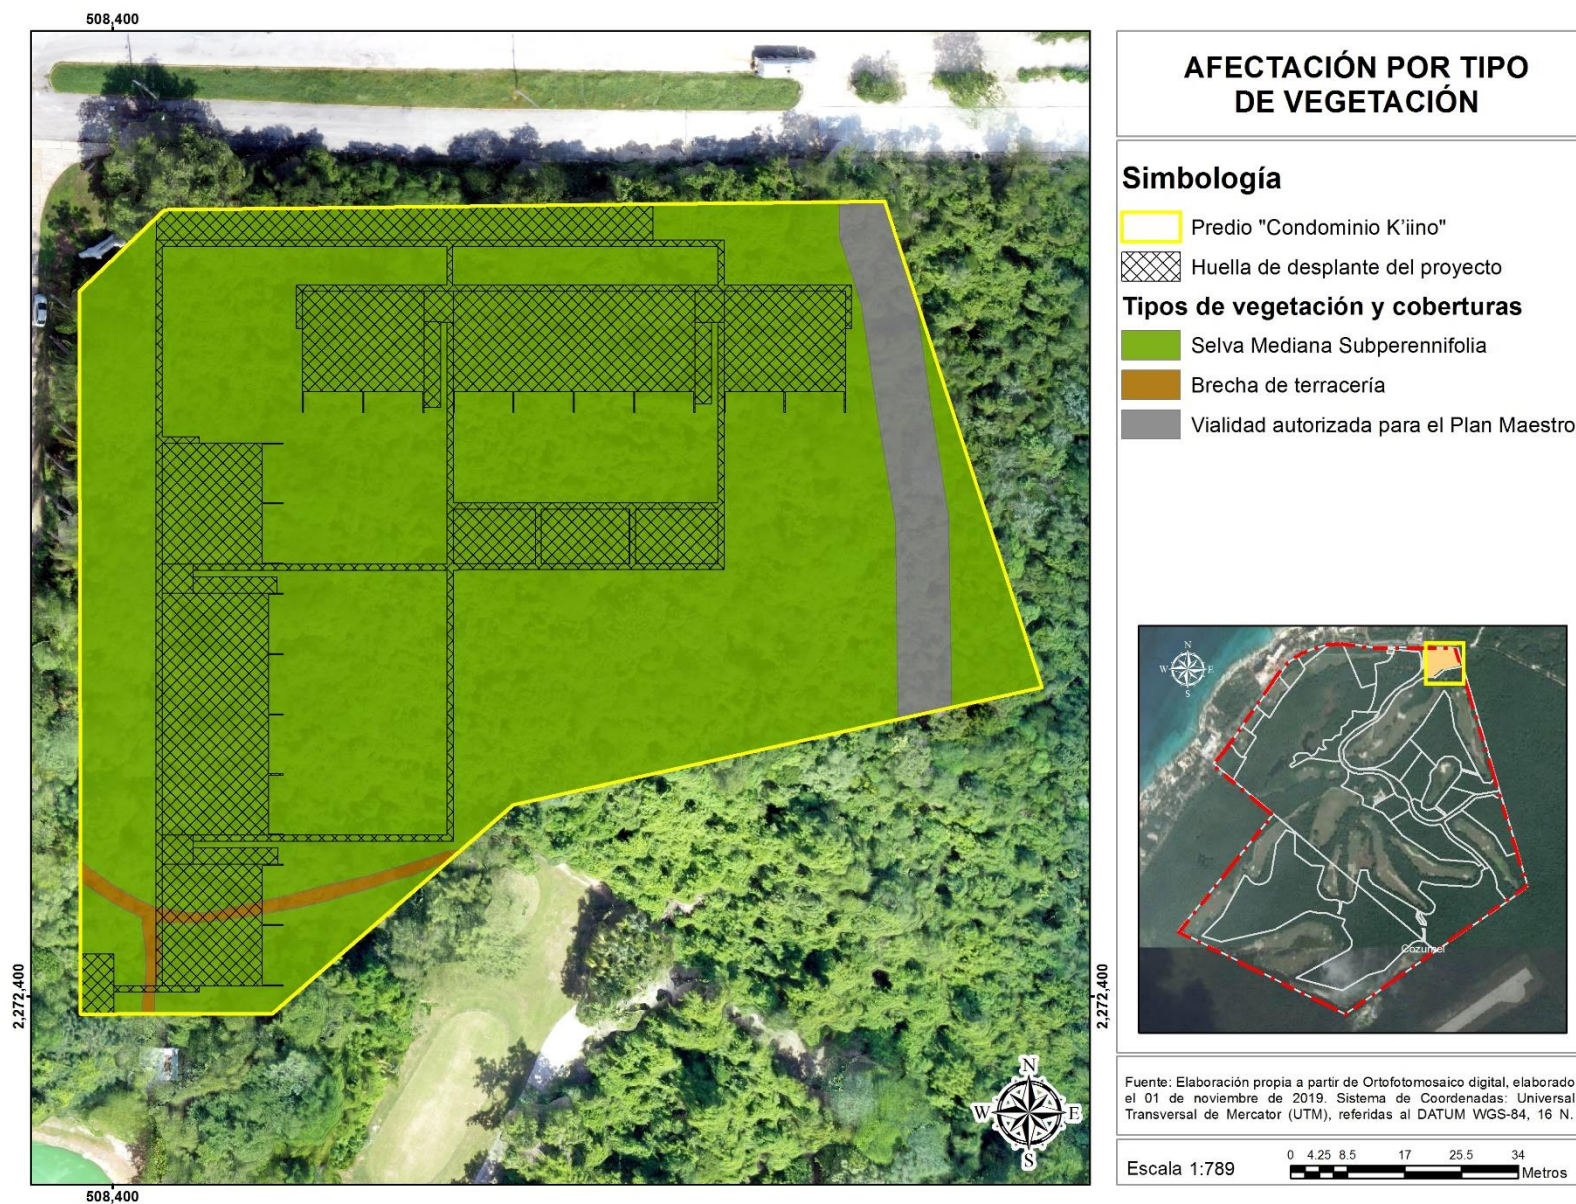 508,400
AFECTACIÓN POR TIPO
DE VEGETACIÓN
Simbología
Predio "Condominio K'iino"
Huella de desplante del proyecto
Tipos de vegetación y coberturas
Selva Mediana Subperennifolia
Brecha de terracería
Vialidad autorizada para el Plan Maestro
N
W E
S
Cozumel
2,272,400
2,272,400
N
W E
S
Fuente: Elaboración propia a partir de Ortofotomosaico digital, elaborado
el 01 de noviembre de 2019. Sistema de Coordenadas: Universal
Transversal de Mercator (UTM), referidas al DATUM WGS-84, 16 N.
Escala 1:789
0 4.25 8.5 17 25.5 34
Metros
508,400